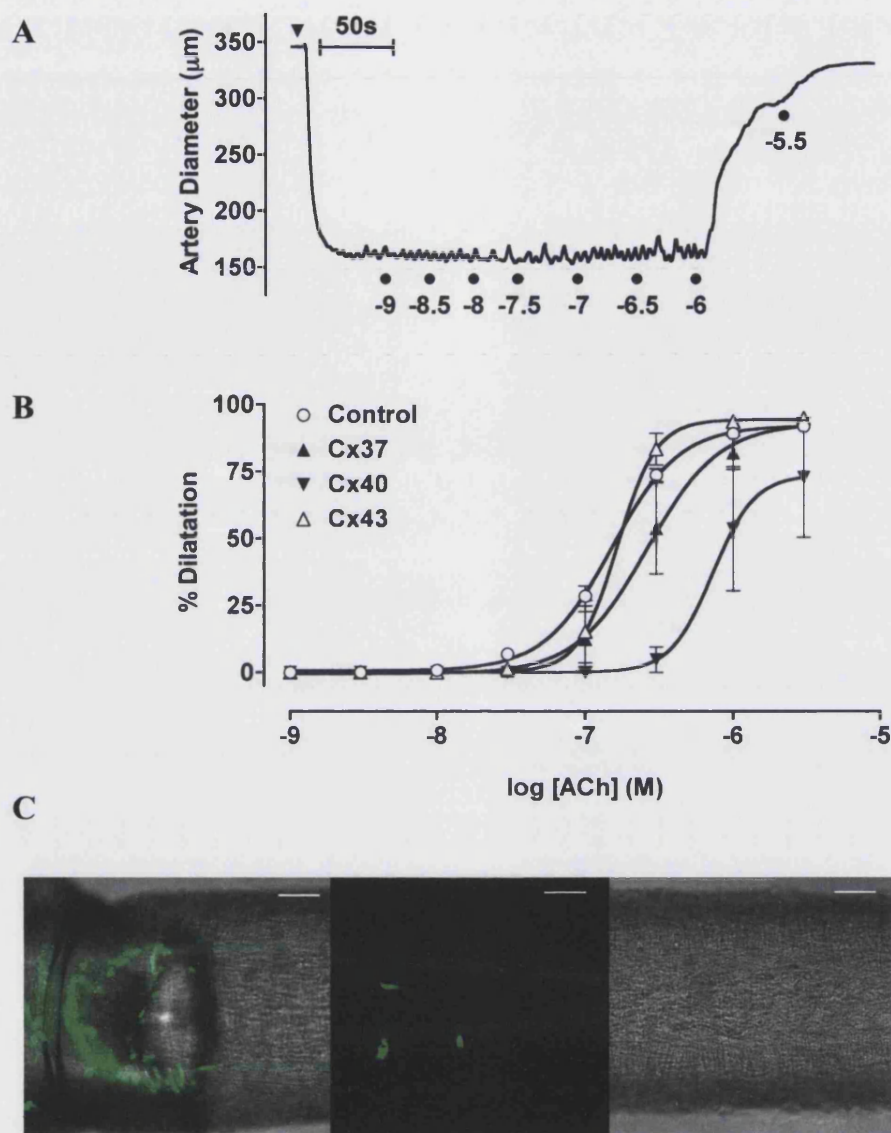 A
Artery Diameter (µm)
350
300
250
200
150
50s
-9 -8.5 -8 -7.5 -7 -6.5 -6
-5.5
B
% Dilatation
100
75
50
25
0
Control
Cx37
Cx40
Cx43
-9 -8 -7 -6 -5
log [ACh] (M)
C